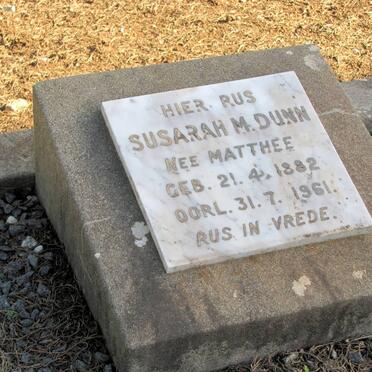 HIER RUS
SUSARAH M. DUNN
NEE MATTHEE
GEB. 21.4.1882
OORL. 31.7.1961.
RUS IN VREDE.